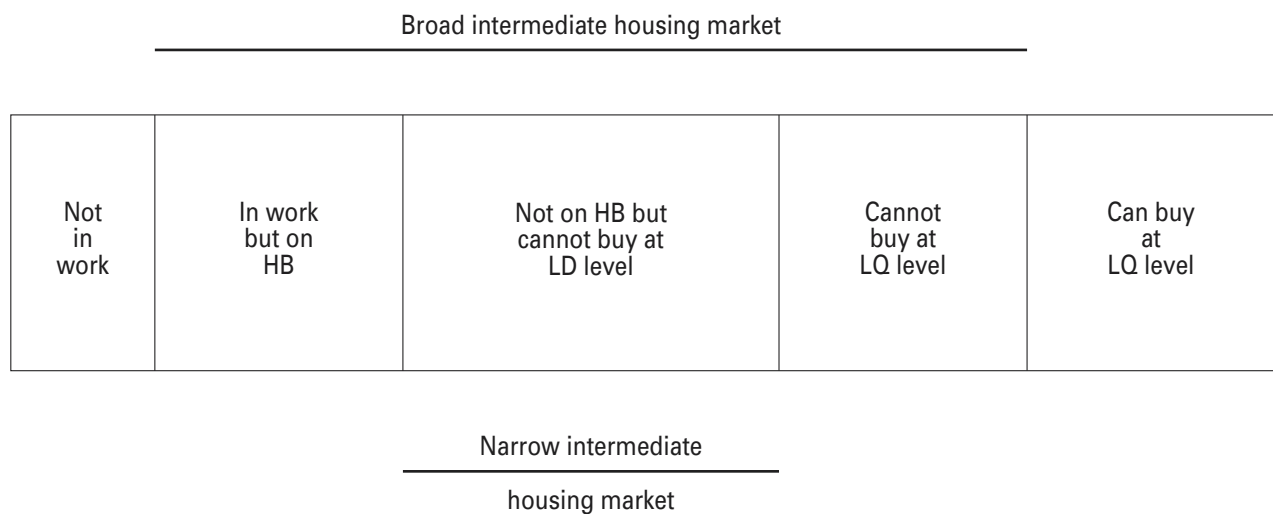 Broad intermediate housing market
Not
in
work
In work
but on
HB
Not on HB but
cannot buy at
LD level
Cannot
buy at
LQ level
Can buy
at
LQ level
Narrow intermediate
housing market